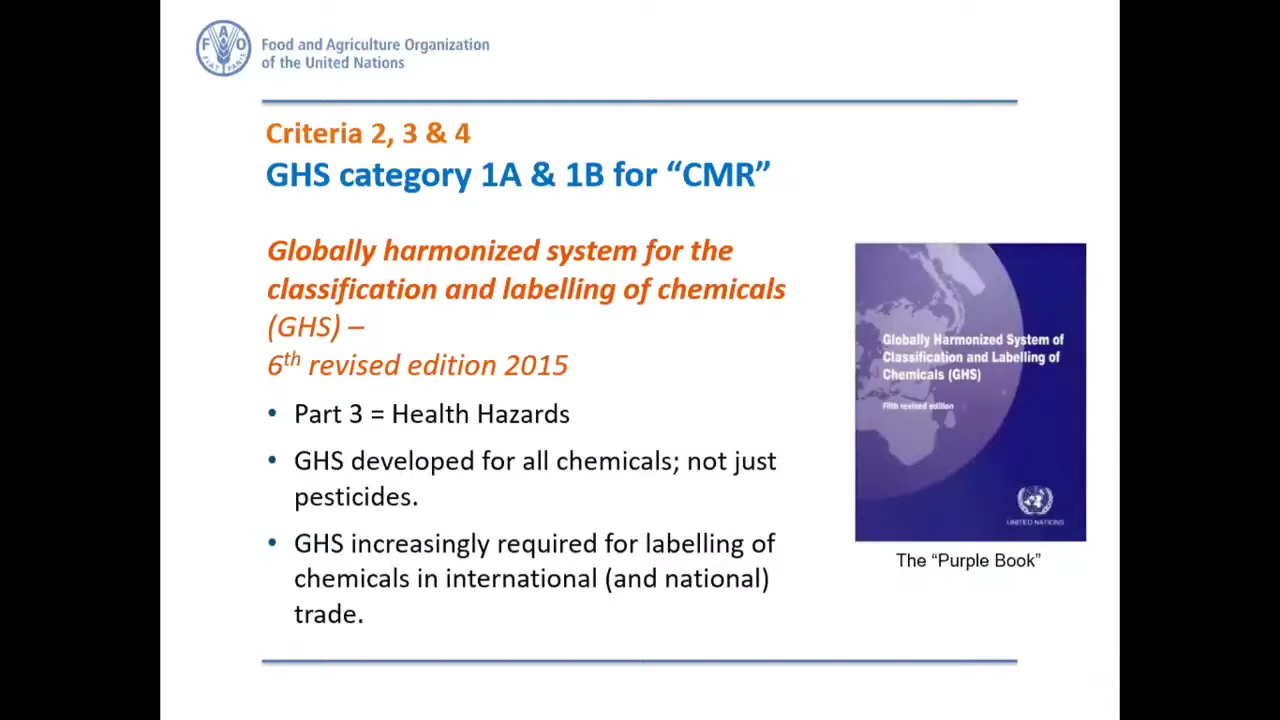 Food and Agriculture Organization
of the United Nations
F A O
FIAT PANIS
Criteria 2, 3 & 4
GHS category 1A & 1B for “CMR”
Globally harmonized system for the
classification and labelling of chemicals
(GHS) –
6th revised edition 2015
• Part 3 = Health Hazards
• GHS developed for all chemicals; not just
pesticides.
• GHS increasingly required for labelling of
chemicals in international (and national)
trade.
Globally Harmonized System of
Classification and Labelling of
Chemicals (GHS)
Fifth revised edition
UNITED NATIONS
The “Purple Book”